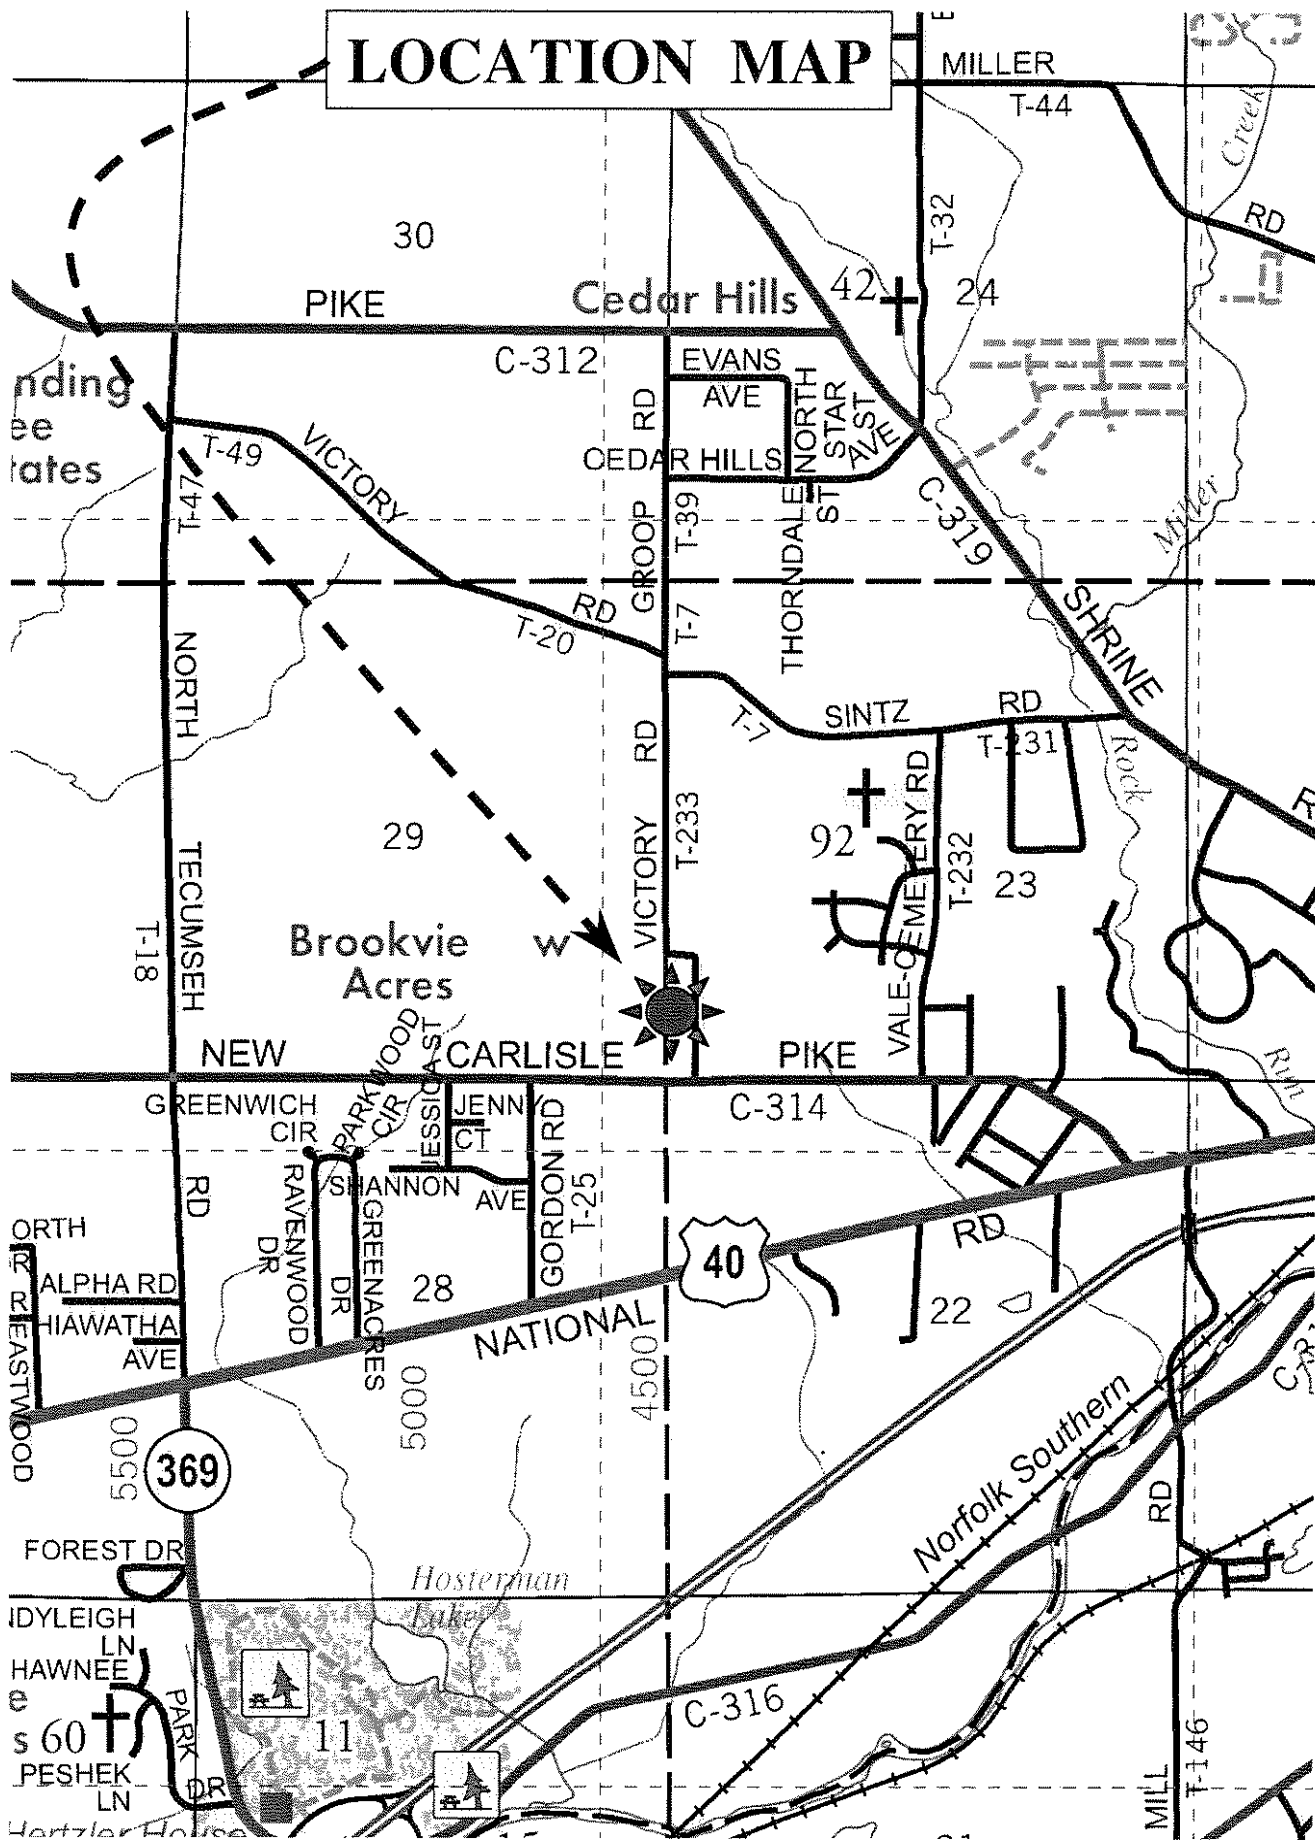 LOCATION MAP
E
MILLER
T-44
Creek
RD
T-32
30
42
24
PIKE
Cedar Hills
C-312
EVANS
AVE
nding
ee
tates
RD
NORTH
STAR
ST
T-49
VICTORY
CEDAR HILLS
AVE
T-47
GROOP
T-39
THORNDALE
ST
C-319
Miller
RD
T-20
T-7
SHRINE
NORTH
T-7
SINTZ
RD
T-231
RD
Rock
29
VICTORY
T-233
92
VALE-CEMETERY RD
T-232
23
R
TECUMSEH
T-18
Brookvie w
Acres
NEW
CARLISLE
PIKE
C-314
Run
GREENWICH
CIR
PARKWOOD
CIR
JESSICA ST
JENNY
CT
GORDON RD
T-25
SHANNON
AVE
RD
RAVENWOOD
DR
GREENACRES
DR
ORTH
R
R
EASTWOOD
ALPHA RD
HIAWATHA
AVE
28
40
RD
NATIONAL
22
4500
5000
5500
369
Norfolk Southern
RD
FOREST DR
Hosterman
Lake
NDYLEIGH
LN
HAWNEE
e
s 60
PARK
DR
PESHEK
LN
11
C-316
MILL
T-146
Hertzler House